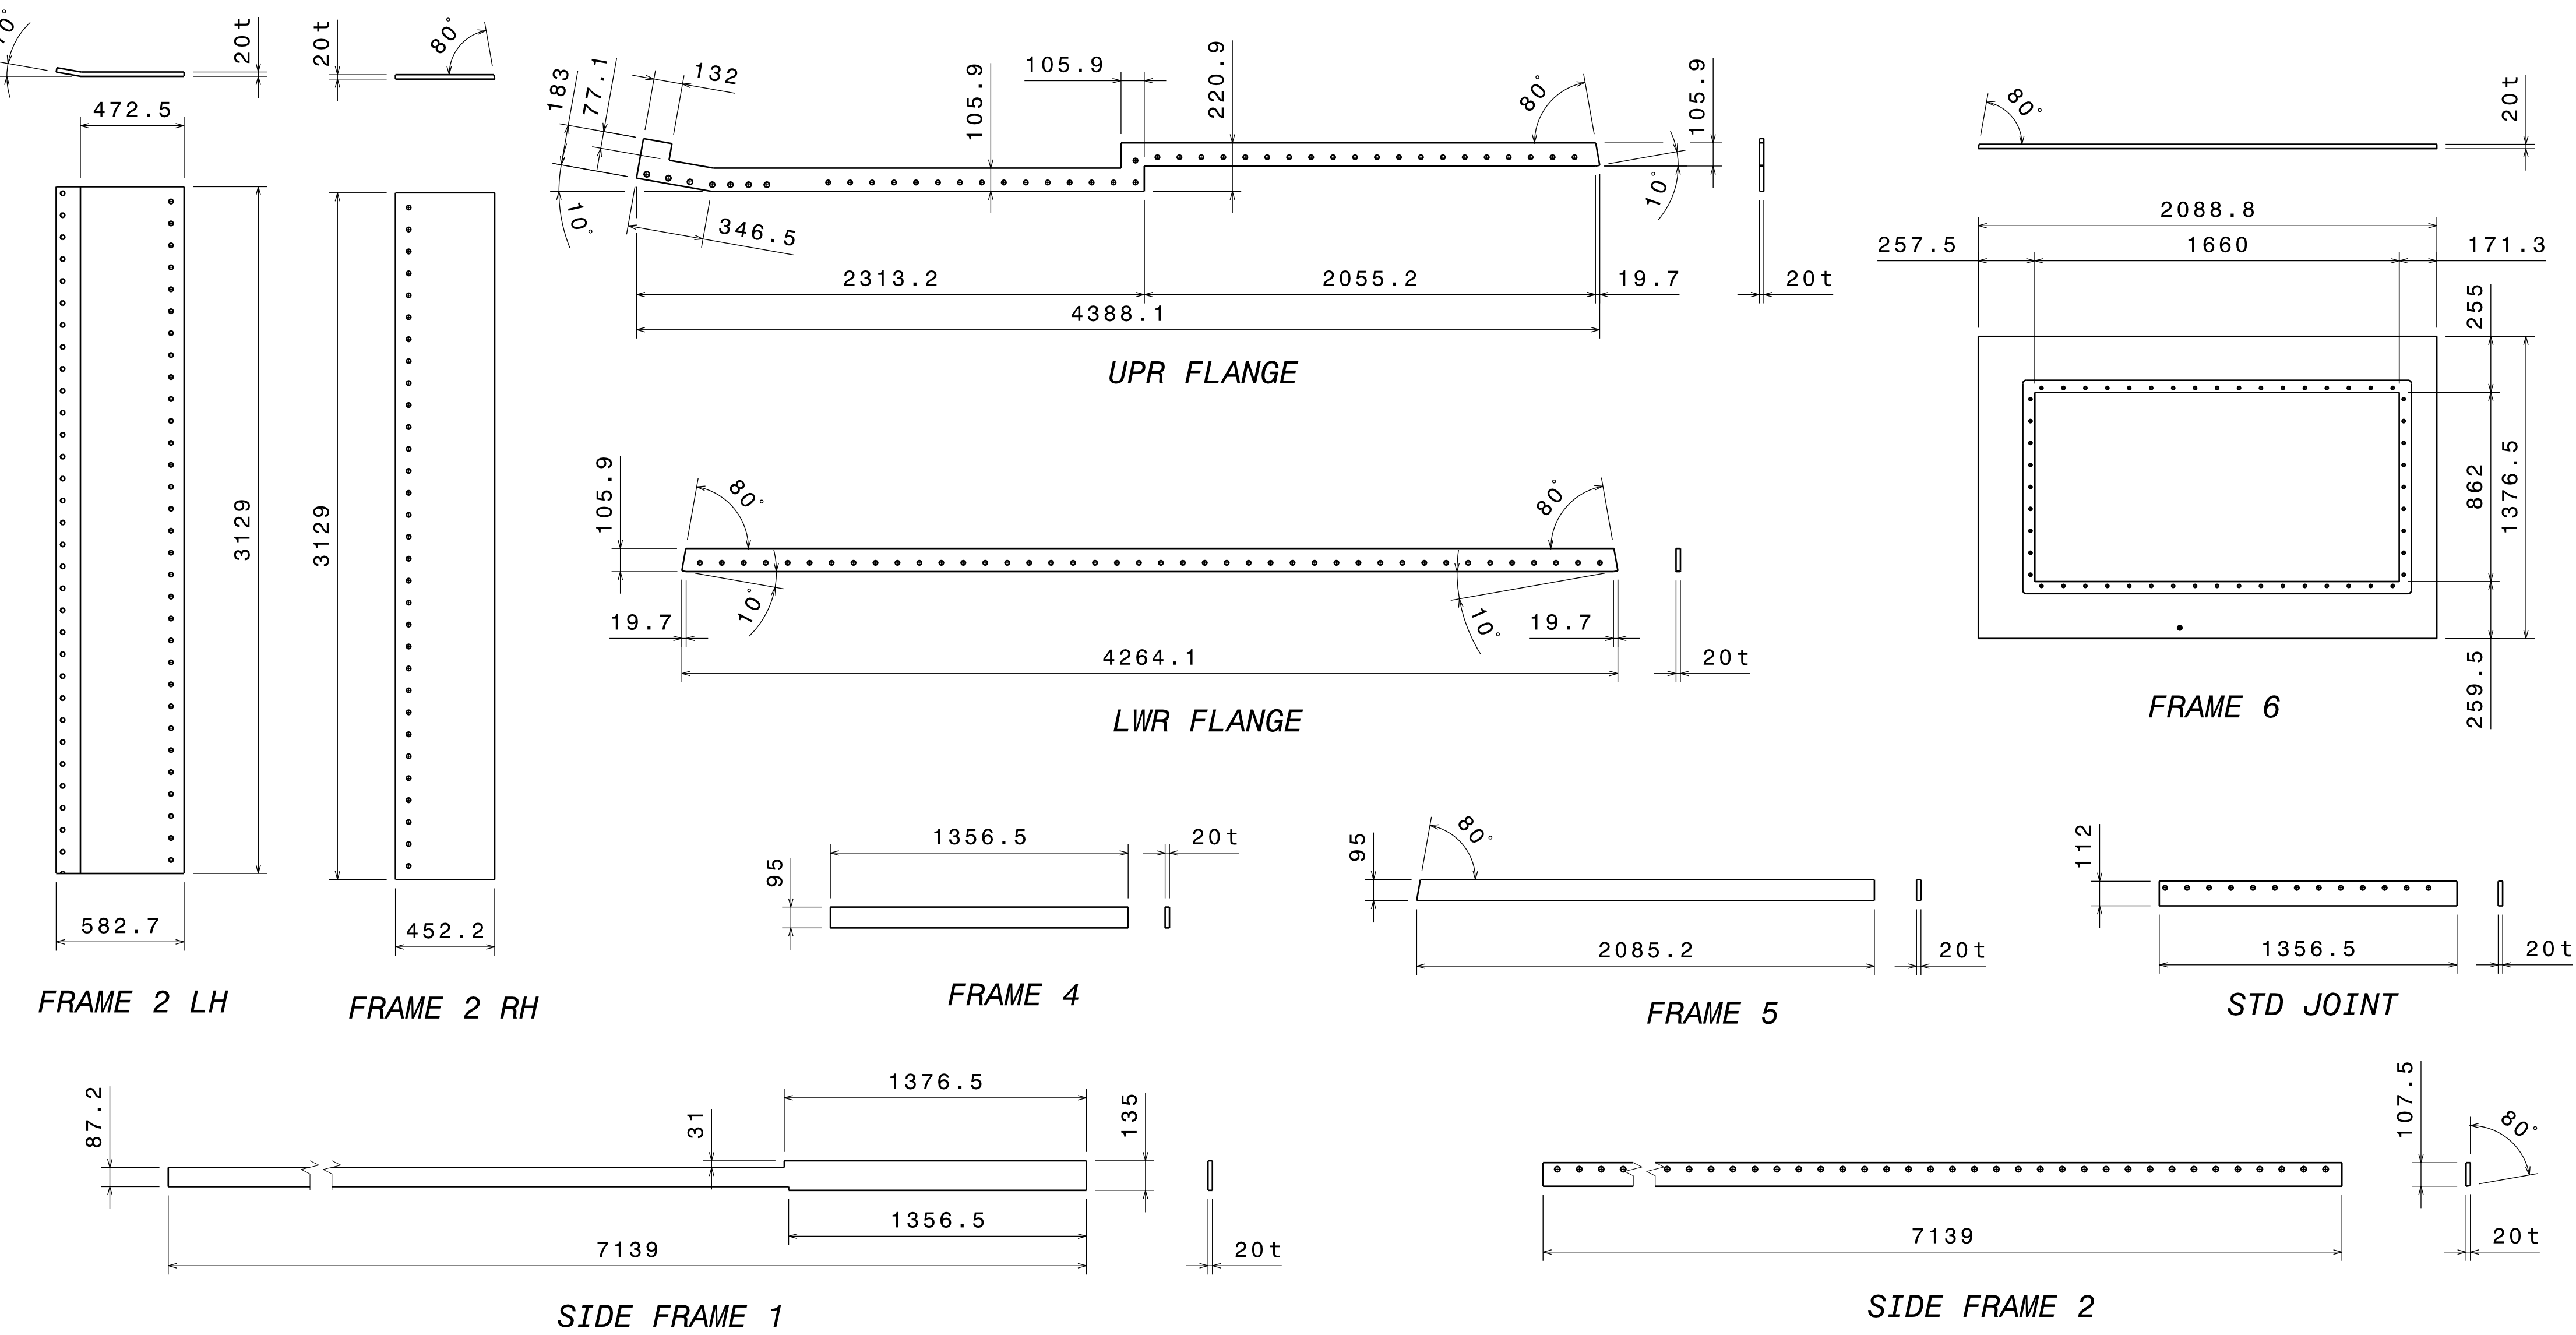 20t
472.5
3129
582.7
FRAME 2 LH
20t
80°
3129
452.2
FRAME 2 RH
183
77.1
132
105.9
105.9
220.9
80°
105.9
10°
10°
346.5
2313.2
2055.2
19.7
20t
4388.1
UPR FLANGE
105.9
80°
80°
10°
10°
19.7
19.7
4264.1
20t
LWR FLANGE
80°
20t
2088.8
257.5
1660
171.3
255
862
1376.5
259.5
FRAME 6
1356.5
20t
95
FRAME 4
95
80°
2085.2
20t
FRAME 5
112
1356.5
20t
STD JOINT
87.2
31
1376.5
135
1356.5
7139
20t
SIDE FRAME 1
107.5
80°
7139
20t
SIDE FRAME 2